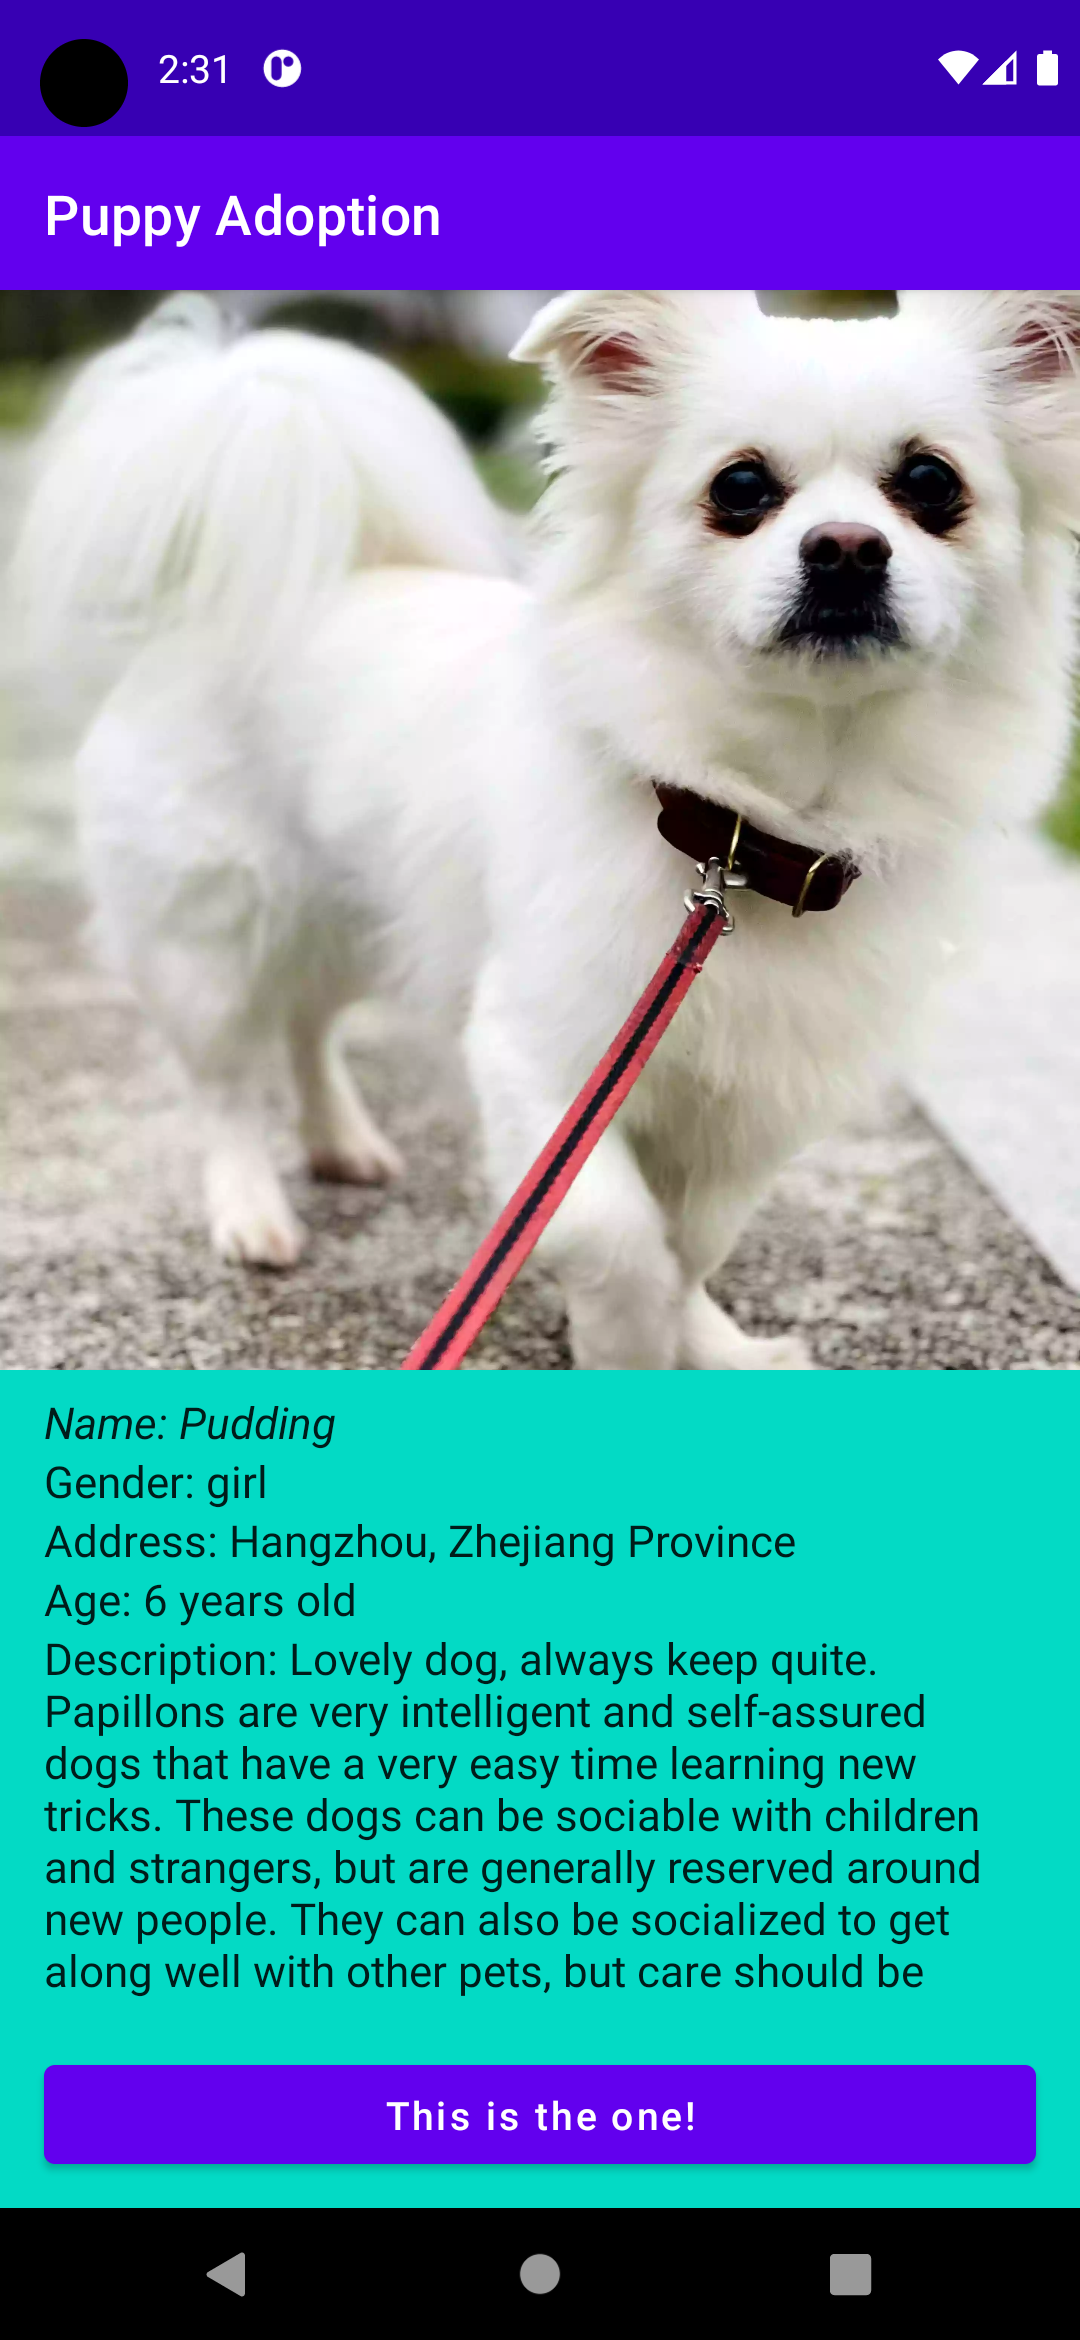 2:31
Puppy Adoption
Name: Pudding
Gender: girl
Address: Hangzhou, Zhejiang Province
Age: 6 years old
Description: Lovely dog, always keep quite.
Papillons are very intelligent and self-assured
dogs that have a very easy time learning new
tricks. These dogs can be sociable with children
and strangers, but are generally reserved around
new people. They can also be socialized to get
along well with other pets, but care should be
This is the one!